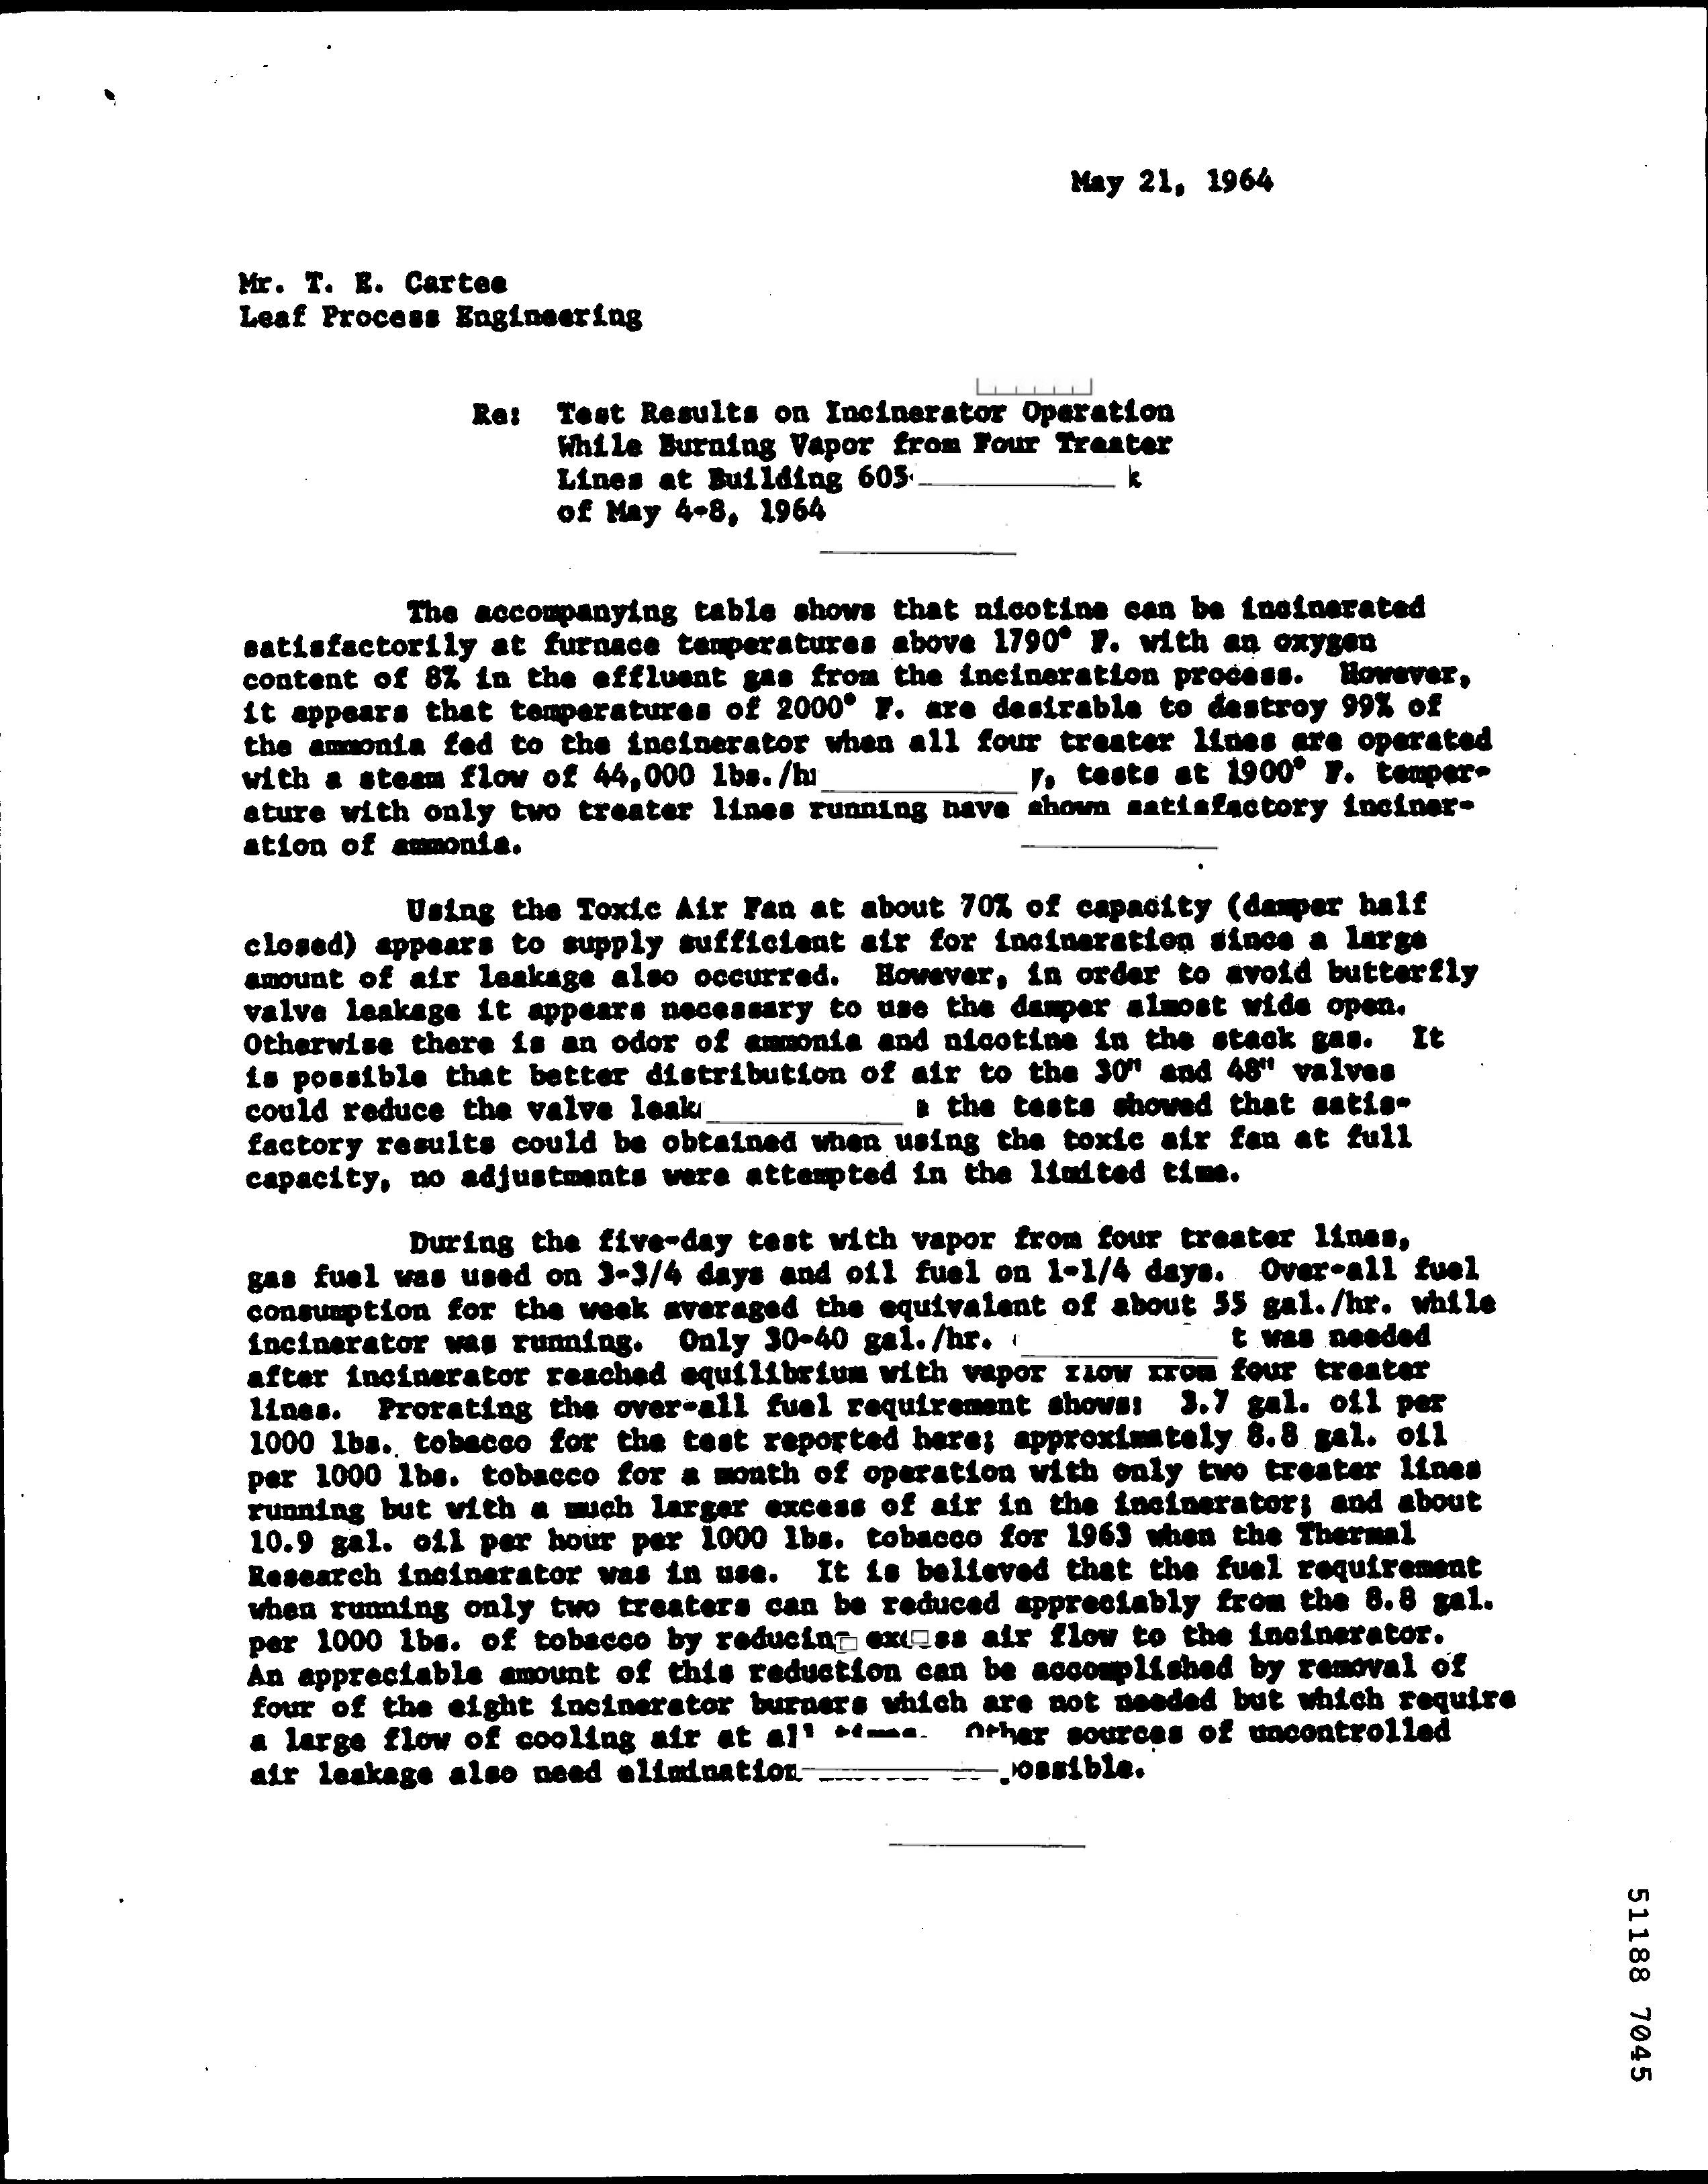 May 21, 1964
Mr. T. E. Cartee
Leaf Process Engineering
Re: Test Results on Incinerator Operation
While Burning Vapor from Four Treater
Lines at Building 605
of May 4-8, 1964
The accompanying table shows that nicotine can be incinerated
satisfactorily at furnace temperatures above 1790° F. with an oxygen
content of 8% in the effluent gas from the incineration process. However,
it appears that temperatures of 2000° F. are desirable to destroy 99% of
the ammonia fed to the incinerator when all four treater lines are operated
with a steam flow of 44,000 lbs./ tests at 1900° F. temper-
ature with only two treater lines running have shown satisfactory inciner-
ation of ammonia.
Using the Toxic Air Fan at about 70% of capacity (damper half
closed) appears to supply sufficient air for incineration since a large
amount of air leakage also occurred. However, in order to avoid butterfly
valve leakage it appears necessary to use the damper almost wide open.
Otherwise there is an odor of ammonia and nicotine in the stack gas. It
is possible that better distribution of air to the 30" and 48" valves
could reduce the valve the tests showed that satis-
factory results could be obtained when using the toxic air fan at full
capacity, no adjustments were attempted in the limited time.
During the five-day test with vapor from four treater lines,
gas fuel was used on 3-3/4 days and oil fuel on 1-1/4 days. Over-all fuel
consumption for the week averaged the equivalent of about 55 gal./hr. while
incinerator was running. Only 30-40 gal./hr. was needed
after incinerator reached equilibrium with vapor flow from four treater
lines. Prorating the over-all fuel requirement shows: 3.7 gal. oil per
1000 lbs. tobacco for the test reported here; approximately 8.8 gal. oil
per 1000 lbs. tobacco for a month of operation with only two treater lines
running but with a much larger excess of air in the incinerator; and about
10.9 gal. oil per hour per 1000 lbs. tobacco for 1963 when the Thermal
Research incinerator was in use. It is believed that the fuel requirement
when running only two treaters can be reduced appreciably from the 8.8 gal.
per 1000 lbs. of tobacco by reducing excess air flow to the incinerator.
An appreciable amount of this reduction can be accomplished by removal of
four of the eight incinerator burners which are not needed but which require
a large flow of cooling air at all times. Other sources of uncontrolled
air leakage also need elimination possible.
51188 7045